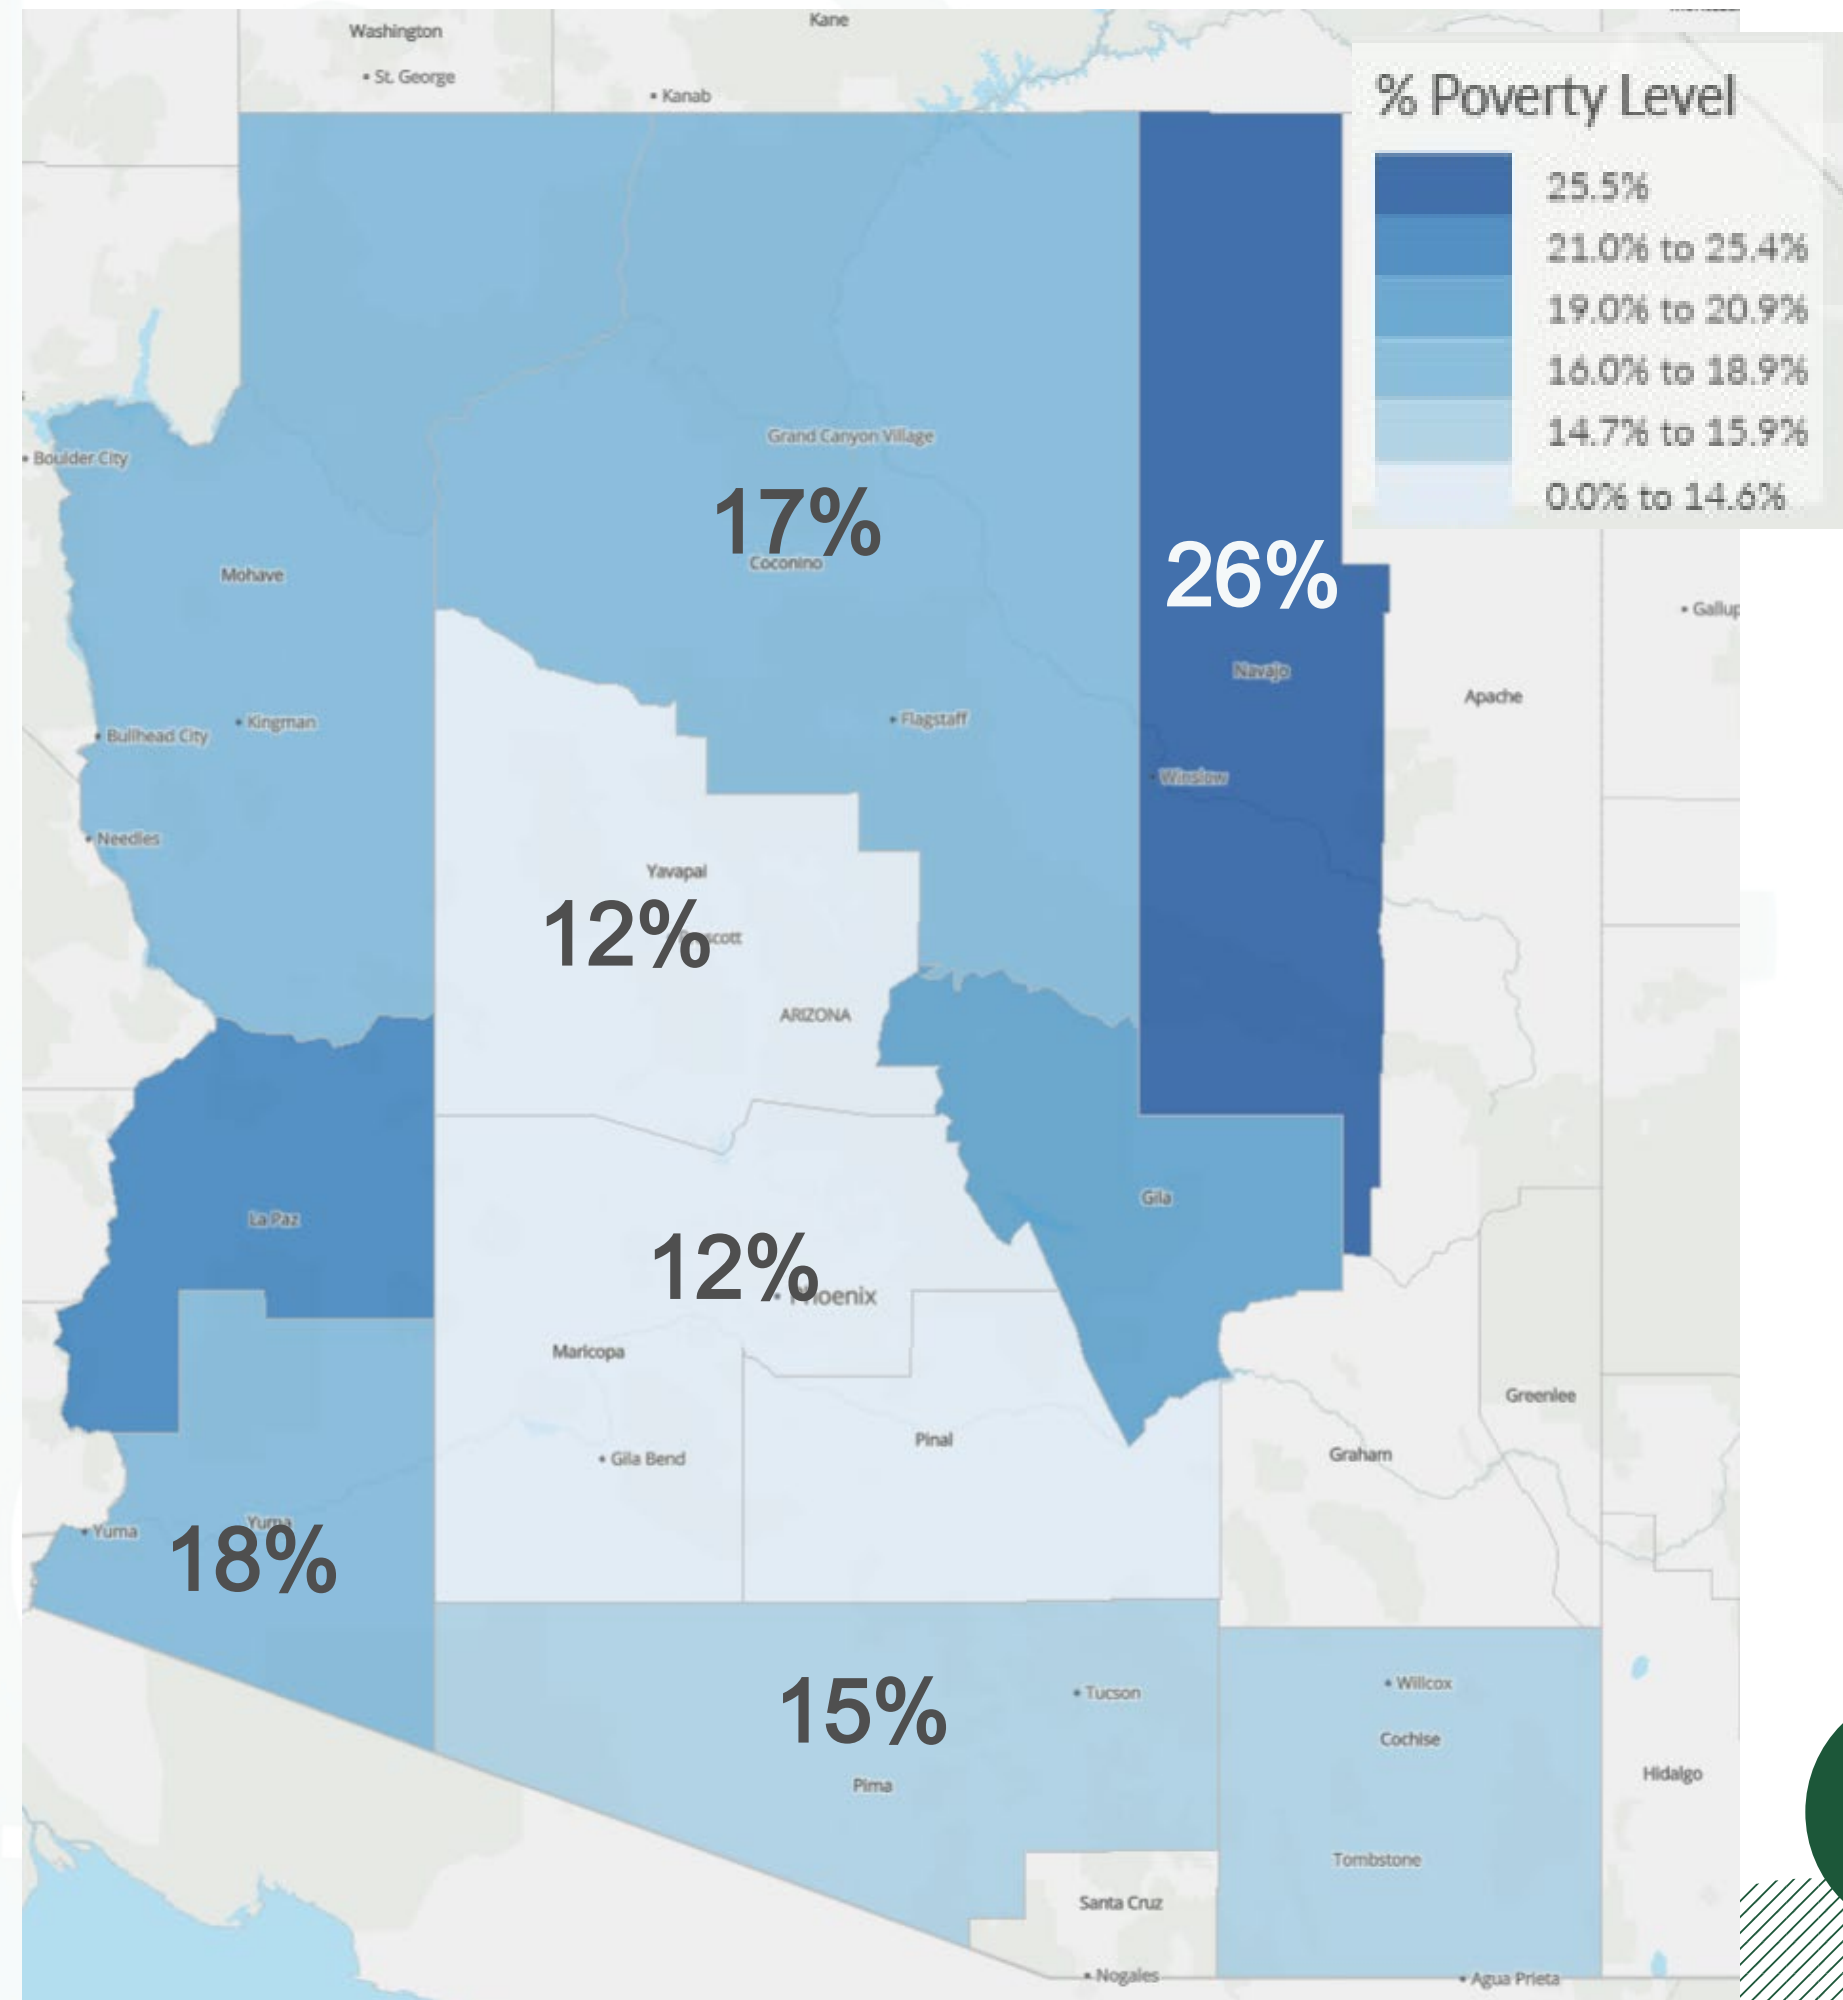 Kane
Washington
• St. George
• Kanab
% Poverty Level
25.5%
21.0% to 25.4%
19.0% to 20.9%
16.0% to 18.9%
14.7% to 15.9%
0.0% to 14.6%
Grand Canyon Village
• Boulder City
17%
Coconino
26%
Mohave
• Gallup
Navajo
Apache
• Flagstaff
• Kingman
• Bullhead City
• Winslow
• Needles
Yavapai
12%
ARIZONA
Gila
La Paz
12%
• Phoenix
Maricopa
Greenlee
Pinal
Graham
• Gila Bend
Yuma
• Yuma
18%
• Willcox
• Tucson
15%
Cochise
Hidalgo
Pima
Tombstone
Santa Cruz
• Nogales
• Agua Prieta